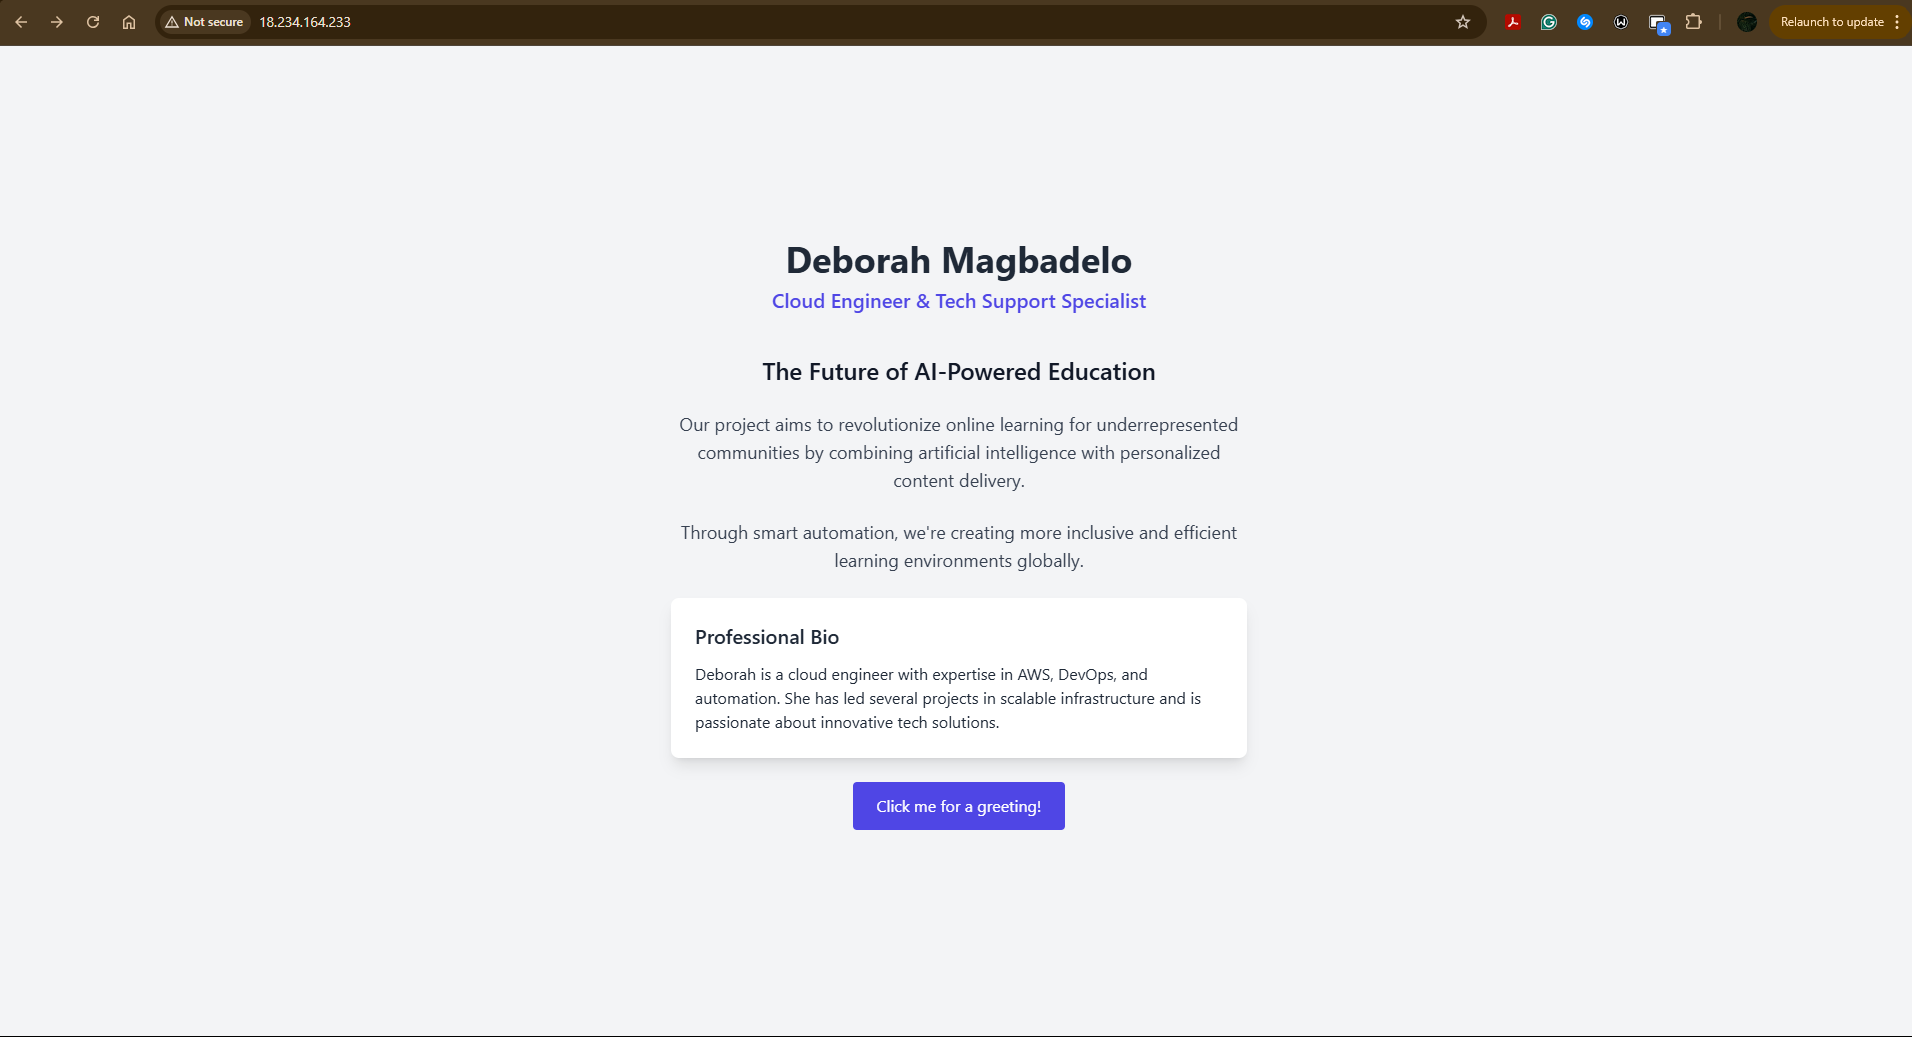 Not secure 18.234.164.233 Relaunch to update
Deborah Magbadelo
Cloud Engineer & Tech Support Specialist
The Future of AI-Powered Education
Our project aims to revolutionize online learning for underrepresented
communities by combining artificial intelligence with personalized
content delivery.
Through smart automation, we're creating more inclusive and efficient
learning environments globally.
Professional Bio
Deborah is a cloud engineer with expertise in AWS, DevOps, and
automation. She has led several projects in scalable infrastructure and is
passionate about innovative tech solutions.
Click me for a greeting!